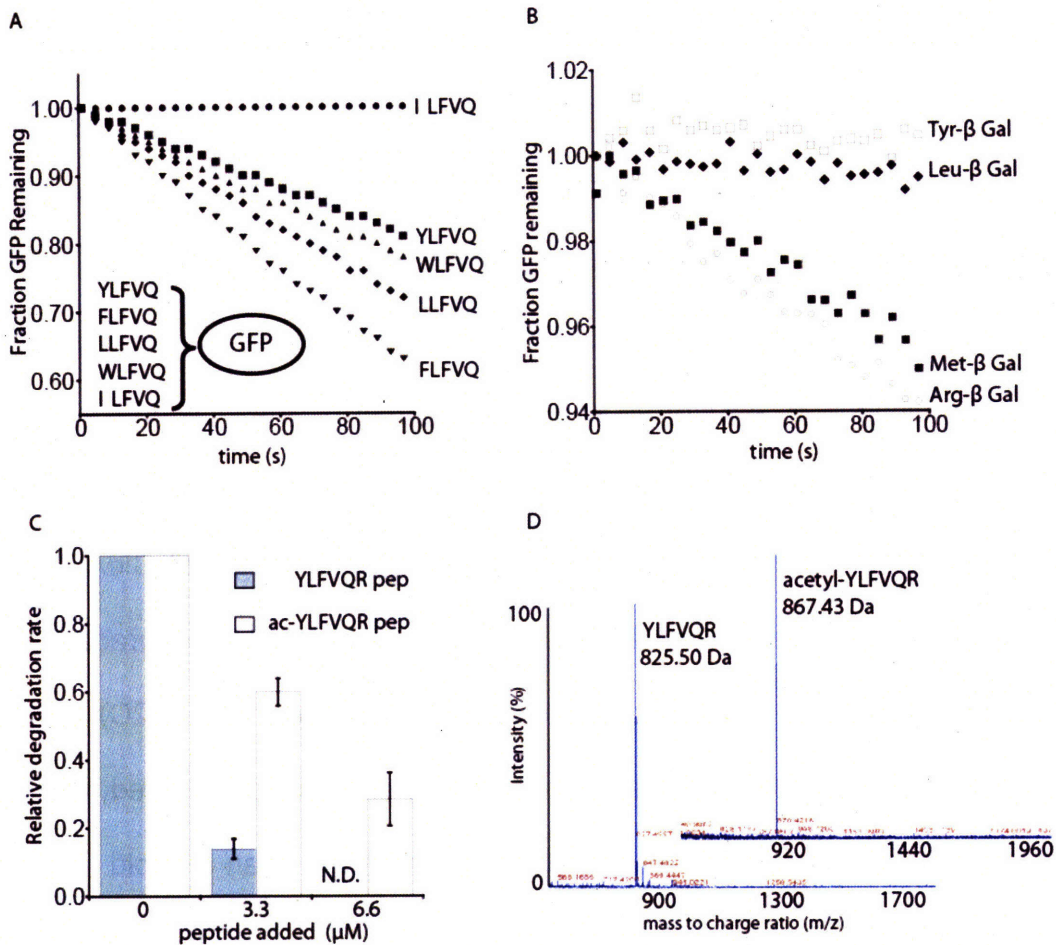 A
Fraction GFP Remaining
1.00
0.90
0.80
0.70
0.60
I LFVQ
YLFVQ
WLFVQ
LLFVQ
FLFVQ
YLFVQ
FLFVQ
LLFVQ
WLFVQ
I LFVQ
GFP
0 20 40 60 80 100
time (s)
B
Fraction GFP remaining
1.02
1.00
0.98
0.96
0.94
Tyr-β Gal
Leu-β Gal
Met-β Gal
Arg-β Gal
0 20 40 60 80 100
time (s)
C
Relative degradation rate
1.0
0.8
0.6
0.4
0.2
0.0
YLFVQR pep
ac-YLFVQR pep
N.D.
0 3.3 6.6
peptide added (μM)
D
Intensity (%)
100
0
YLFVQR
825.50 Da
acetyl-YLFVQR
867.43 Da
920 1440 1960
900 1300 1700
mass to charge ratio (m/z)